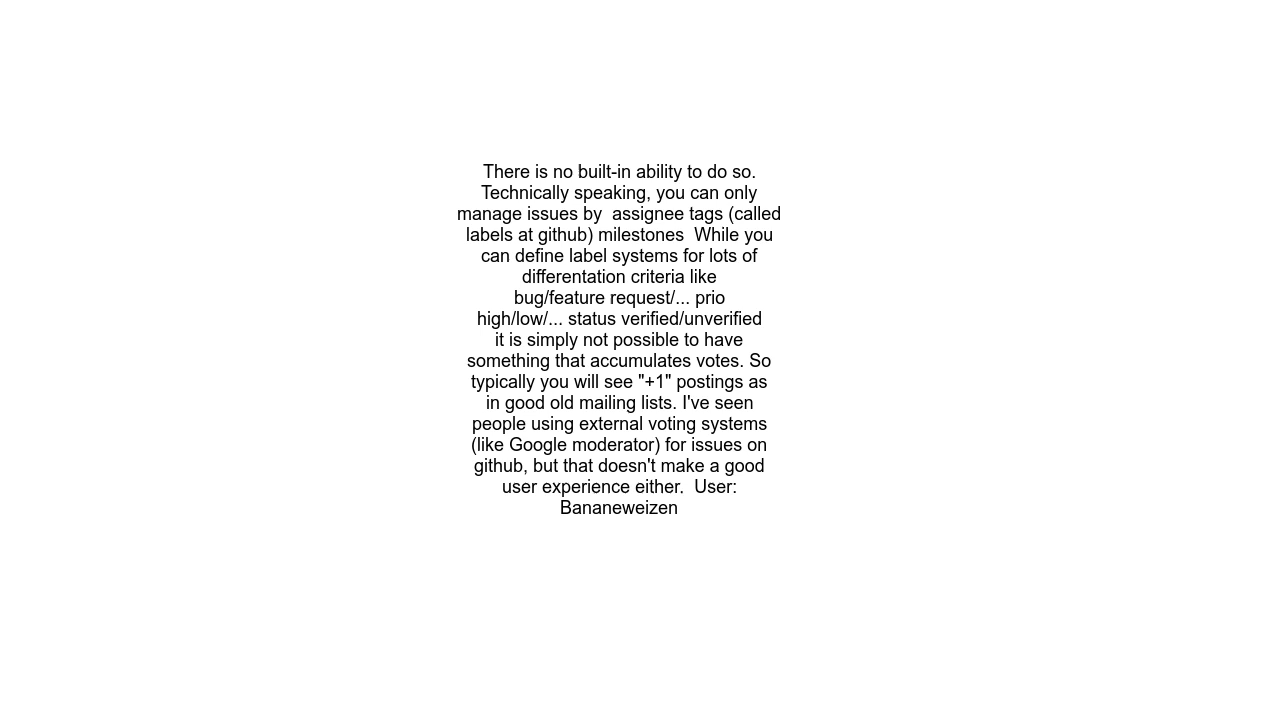 There is no built-in ability to do so.
Technically speaking, you can only
manage issues by  assignee tags (called
labels at github) milestones  While you
can define label systems for lots of
differentation criteria like
bug/feature request/... prio
high/low/... status verified/unverified
it is simply not possible to have
something that accumulates votes. So
typically you will see "+1" postings as
in good old mailing lists. I've seen
people using external voting systems
(like Google moderator) for issues on
github, but that doesn't make a good
user experience either.  User:
Bananeweizen